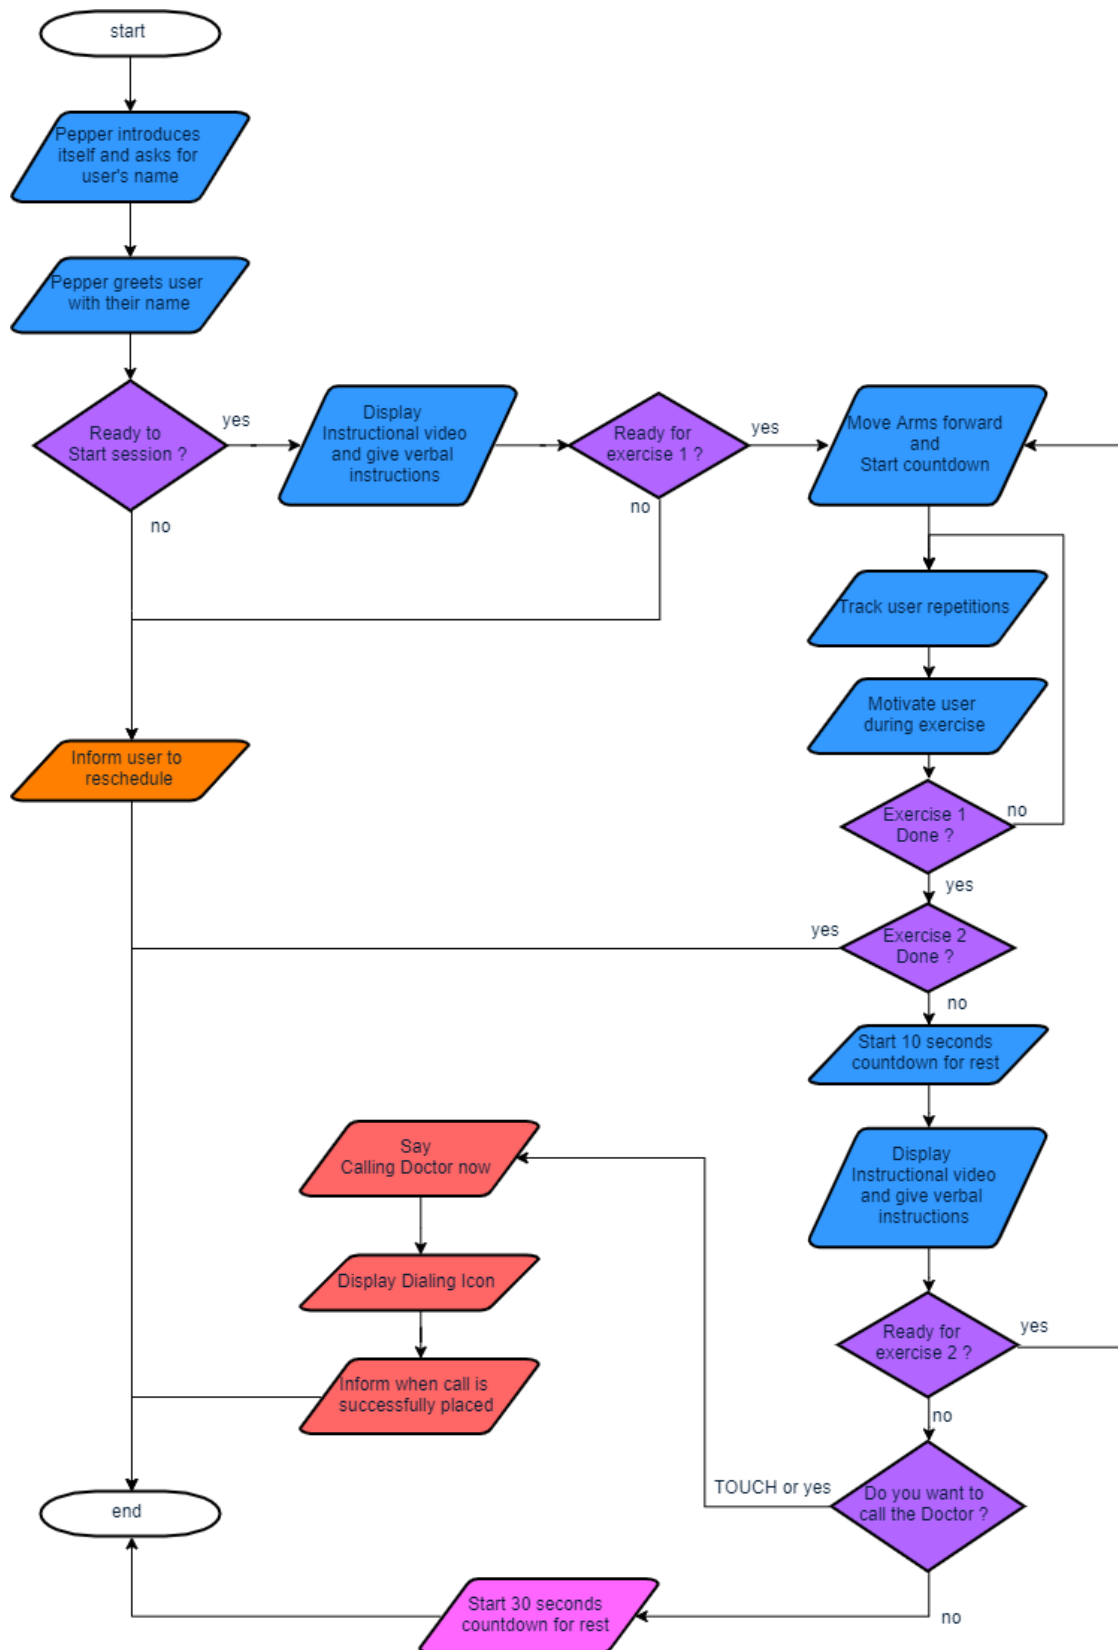 start
Pepper introduces
itself and asks for
user's name
Pepper greets user
with their name
Ready to
Start session ?
yes
no
Display
Instructional video
and give verbal
instructions
Ready for
exercise 1 ?
yes
no
Move Arms forward
and
Start countdown
Track user repetitions
Motivate user
during exercise
Exercise 1
Done ?
no
yes
Exercise 2
Done ?
yes
no
Inform user to
reschedule
Start 10 seconds
countdown for rest
Display
Instructional video
and give verbal
instructions
Ready for
exercise 2 ?
yes
no
Do you want to
call the Doctor ?
TOUCH or yes
no
Say
Calling Doctor now
Display Dialing Icon
Inform when call is
successfully placed
Start 30 seconds
countdown for rest
end